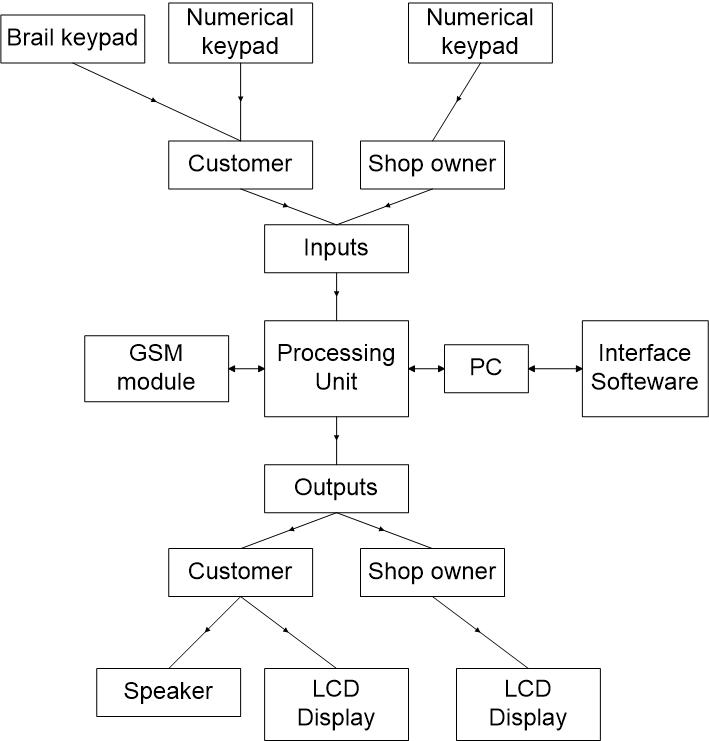 Brail keypad
Numerical
keypad
Numerical
keypad
Customer
Shop owner
Inputs
GSM
module
Processing
Unit
PC
Interface
Softeware
Outputs
Customer
Shop owner
Speaker
LCD
Display
LCD
Display